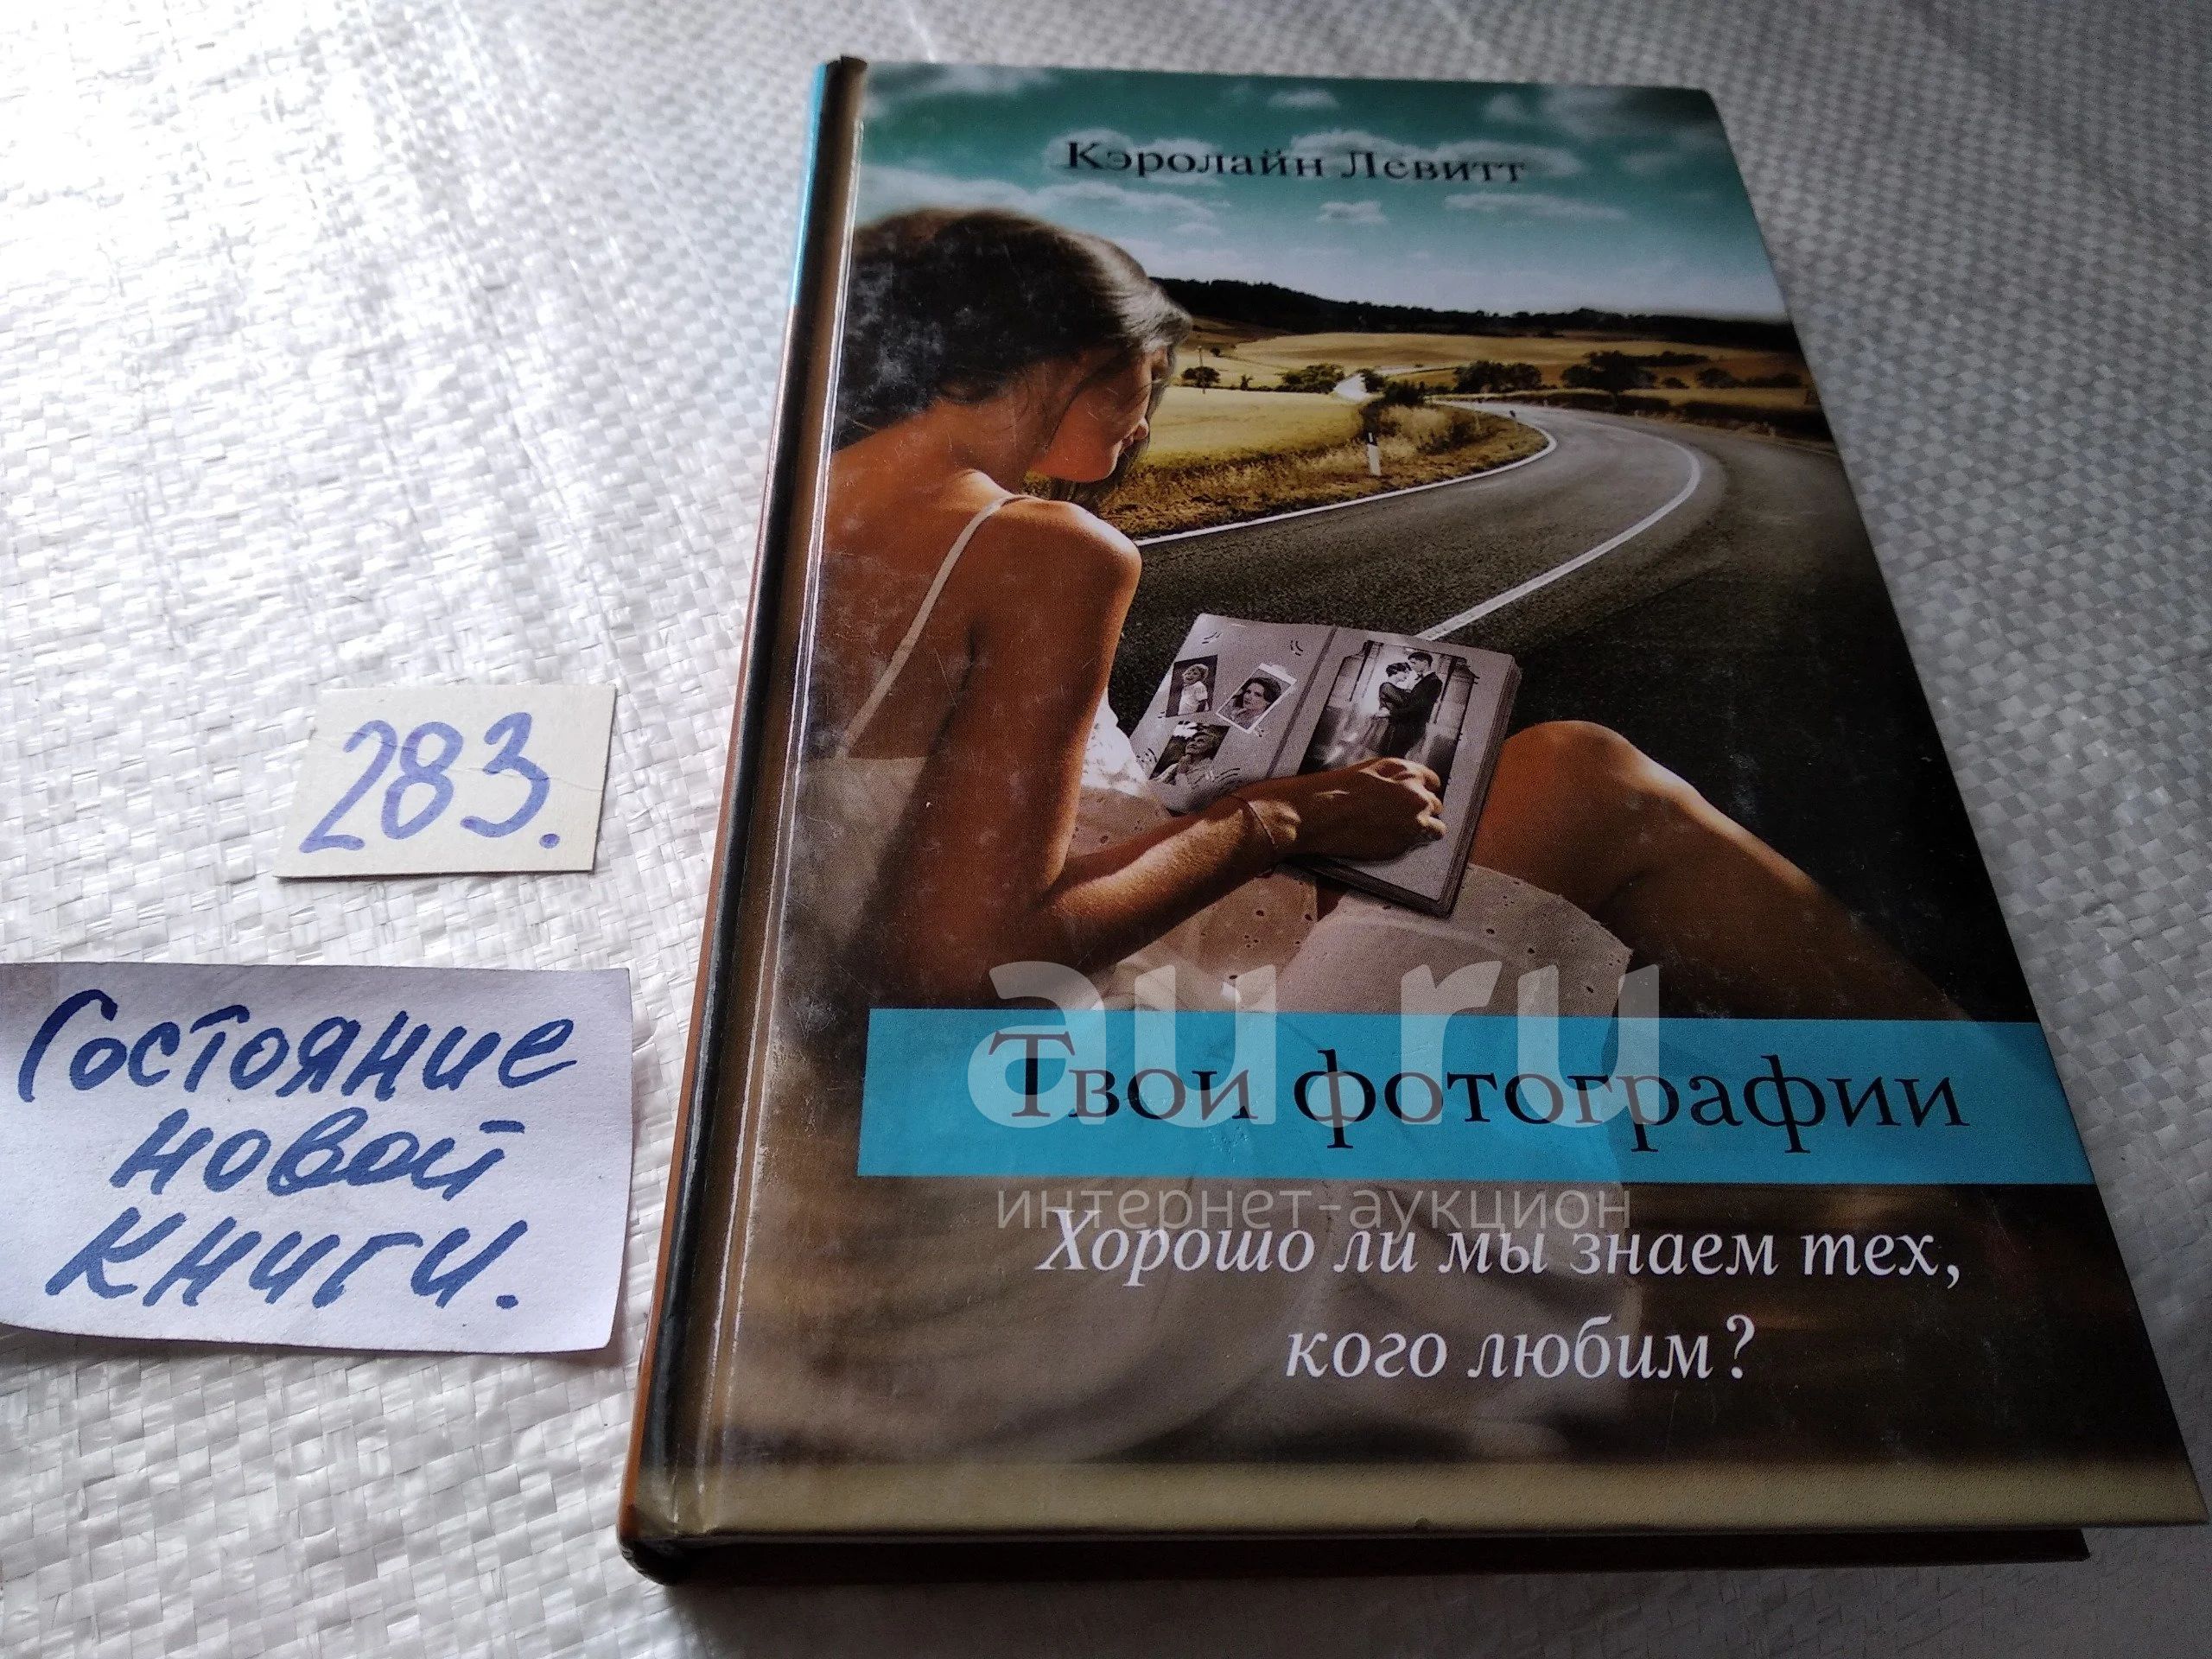 Кэролайн Левитт
283.
Состояние
новой
книги.
au.ru
Твои фотографии
интернет-аукцион
Хорошо ли мы знаем тех,
кого любим?